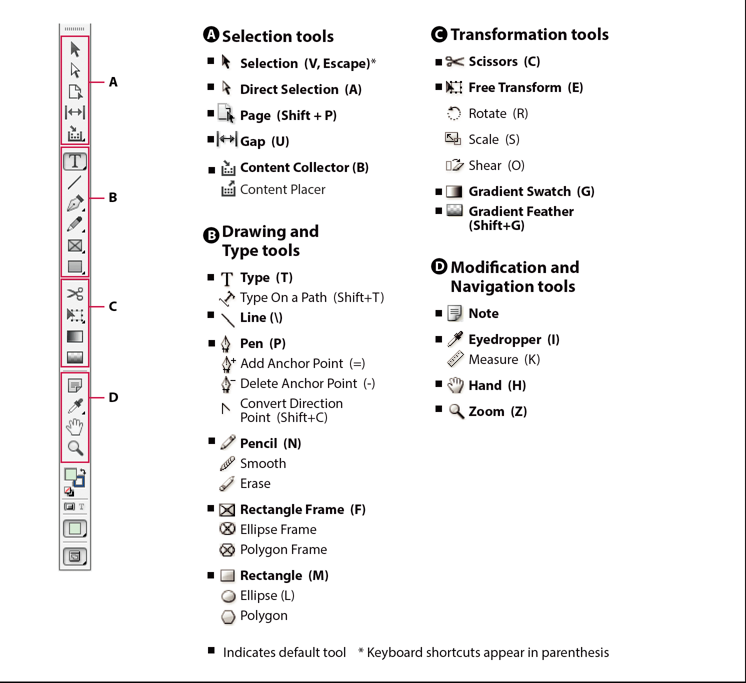 A
B
C
D
A Selection tools
Selection (V, Escape)*
Direct Selection (A)
Page (Shift + P)
Gap (U)
Content Collector (B)
Content Placer
B Drawing and
Type tools
T Type (T)
Type On a Path (Shift+T)
Line (\)
Pen (P)
Add Anchor Point (=)
Delete Anchor Point (-)
Convert Direction
Point (Shift+C)
Pencil (N)
Smooth
Erase
Rectangle Frame (F)
Ellipse Frame
Polygon Frame
Rectangle (M)
Ellipse (L)
Polygon
C Transformation tools
Scissors (C)
Free Transform (E)
Rotate (R)
Scale (S)
Shear (O)
Gradient Swatch (G)
Gradient Feather
(Shift+G)
D Modification and
Navigation tools
Note
Eyedropper (I)
Measure (K)
Hand (H)
Zoom (Z)
Indicates default tool * Keyboard shortcuts appear in parenthesis